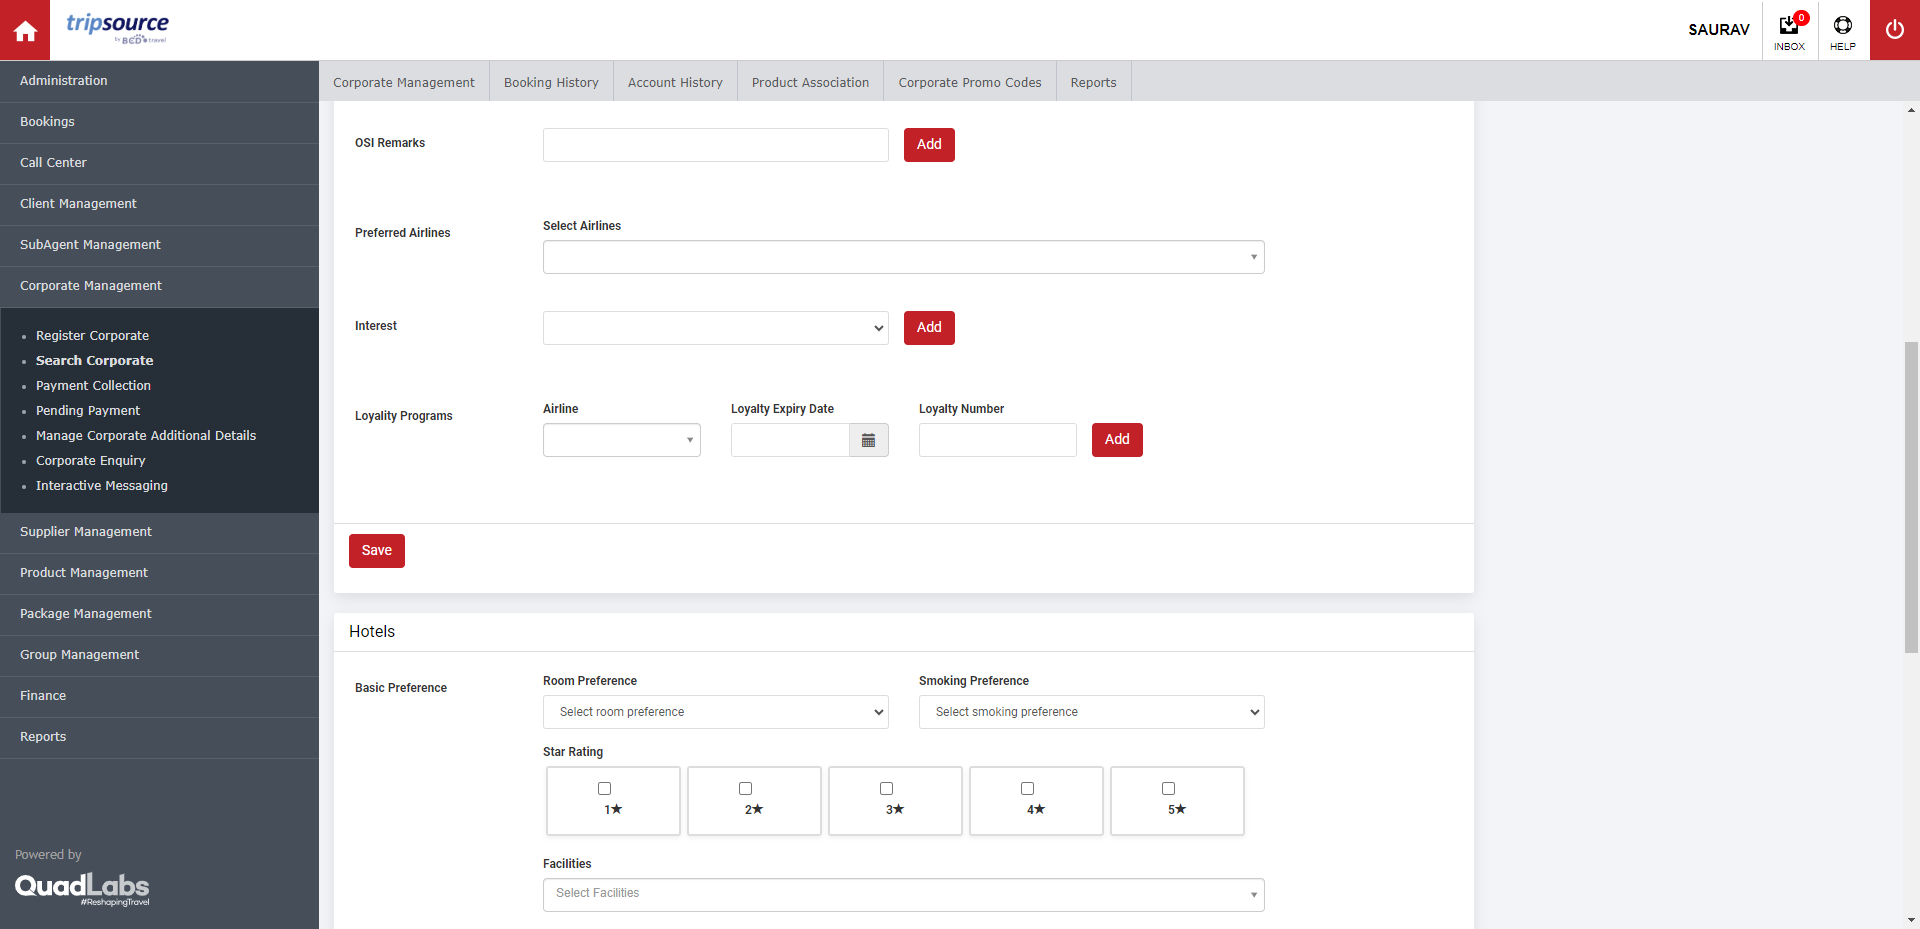 tripsource
by BCD travel
SAURAV
0
INBOX
HELP
Administration
Bookings
Call Center
Client Management
SubAgent Management
Corporate Management
Register Corporate
Search Corporate
Payment Collection
Pending Payment
Manage Corporate Additional Details
Corporate Enquiry
Interactive Messaging
Supplier Management
Product Management
Package Management
Group Management
Finance
Reports
Powered by
QuadLabs
#ReshapingTravel
Corporate Management
Booking History
Account History
Product Association
Corporate Promo Codes
Reports
OSI Remarks
Add
Preferred Airlines
Select Airlines
Interest
Add
Loyality Programs
Airline
Loyalty Expiry Date
Loyalty Number
Add
Save
Hotels
Basic Preference
Room Preference
Select room preference
Smoking Preference
Select smoking preference
Star Rating
1★
2★
3★
4★
5★
Facilities
Select Facilities